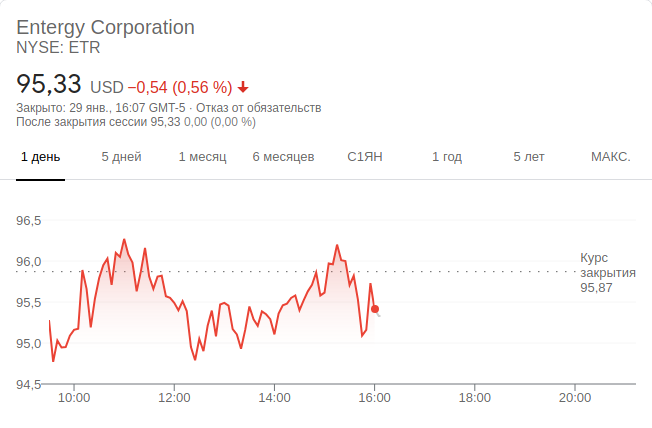 Entergy Corporation
NYSE: ETR
95,33 USD −0,54 (0,56 %)
Закрыто: 29 янв., 16:07 GMT-5 · Отказ от обязательств
После закрытия сессии 95,33 0,00 (0,00 %)
1 день 5 дней 1 месяц 6 месяцев С1ЯН 1 год 5 лет МАКС.
96,5
96,0
95,5
95,0
94,5
Курс
закрытия
95,87
10:00 12:00 14:00 16:00 18:00 20:00